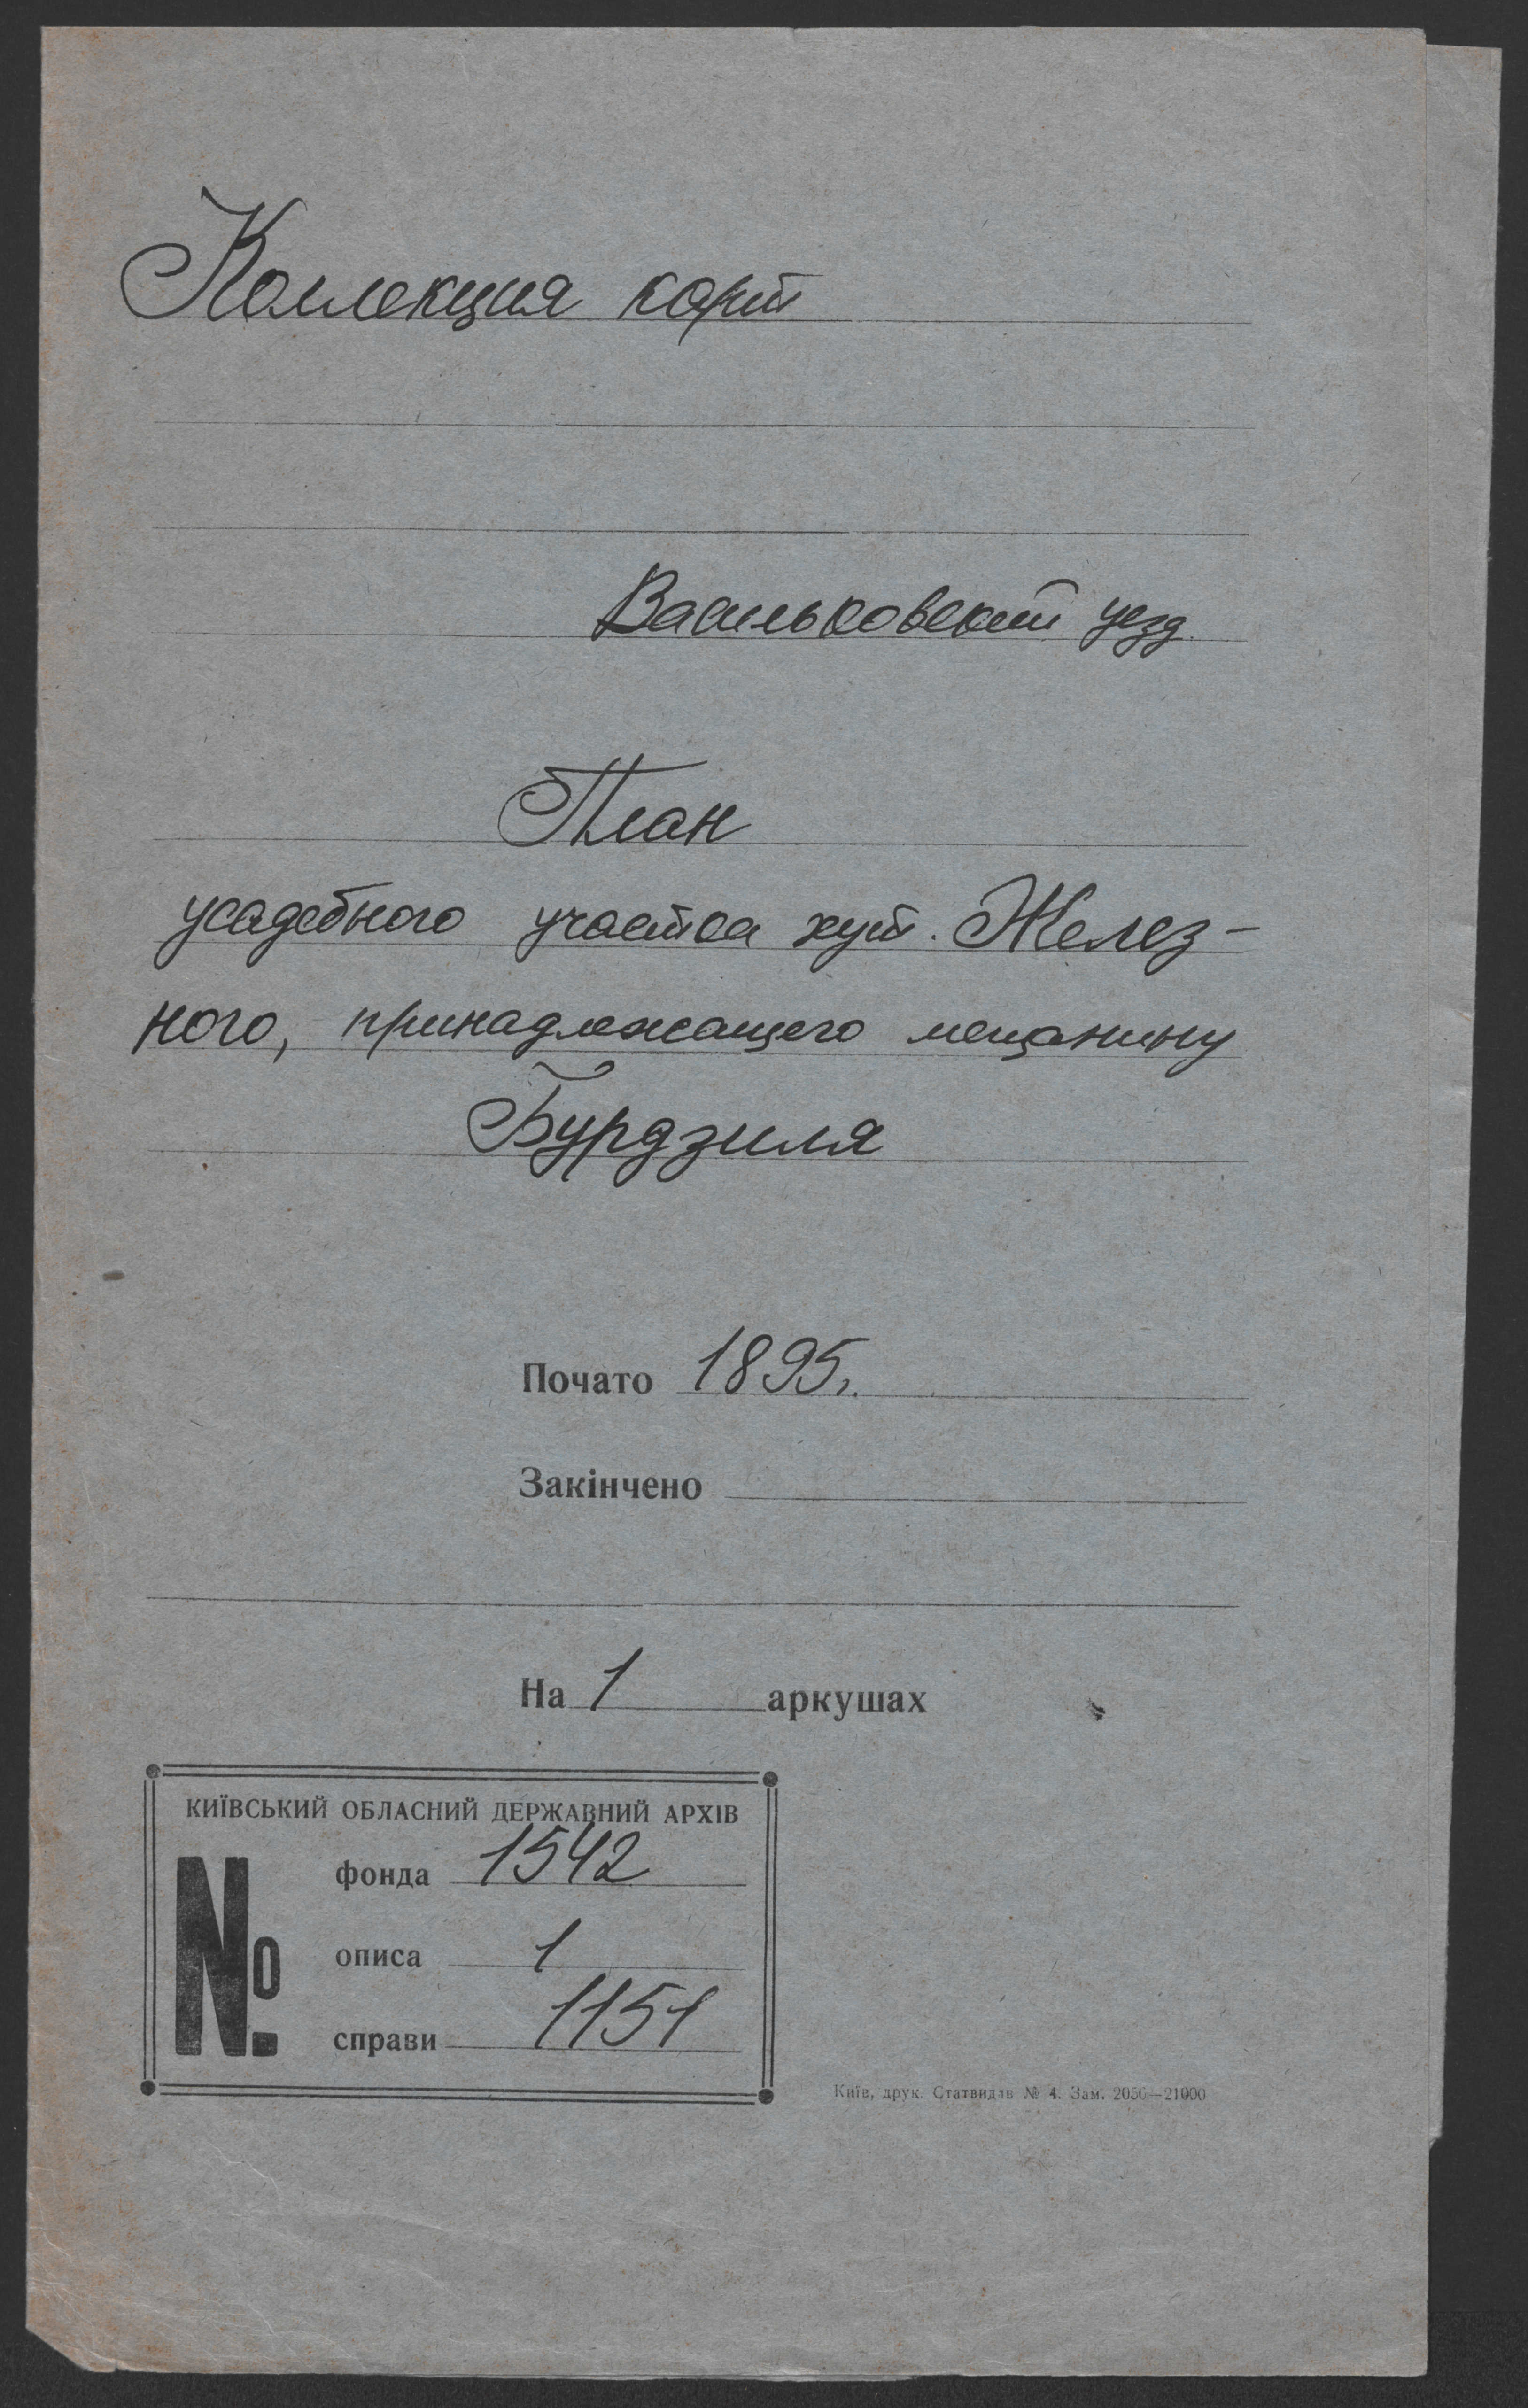 Коллекция карт
Васильковский уезд.
План
усадебного участка хут. Желез-
ного, принадлежащего мещанину
Бурдзиля
Почато 1895г.
Закінчено
На 1 аркушах
КИЇВСЬКИЙ ОБЛАСНИЙ ДЕРЖАВНИЙ АРХІВ
№
фонда 1542
описа 1
справи 1151
Київ, друк. Статвидав № 4. Зам. 2050—21000